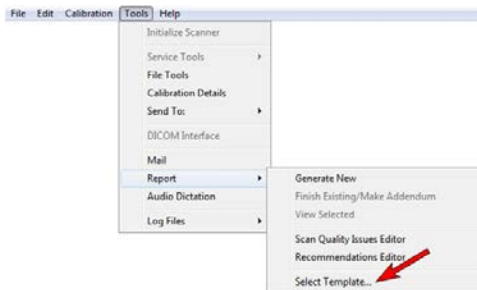 File Edit Calibration Tools Help
Initialize Scanner
Service Tools
File Tools
Calibration Details
Send To:
DICOM Interface
Mail
Report
Audio Dictation
Log Files
Generate New
Finish Existing/Make Addendum
View Selected
Scan Quality Issues Editor
Recommendations Editor
Select Template...